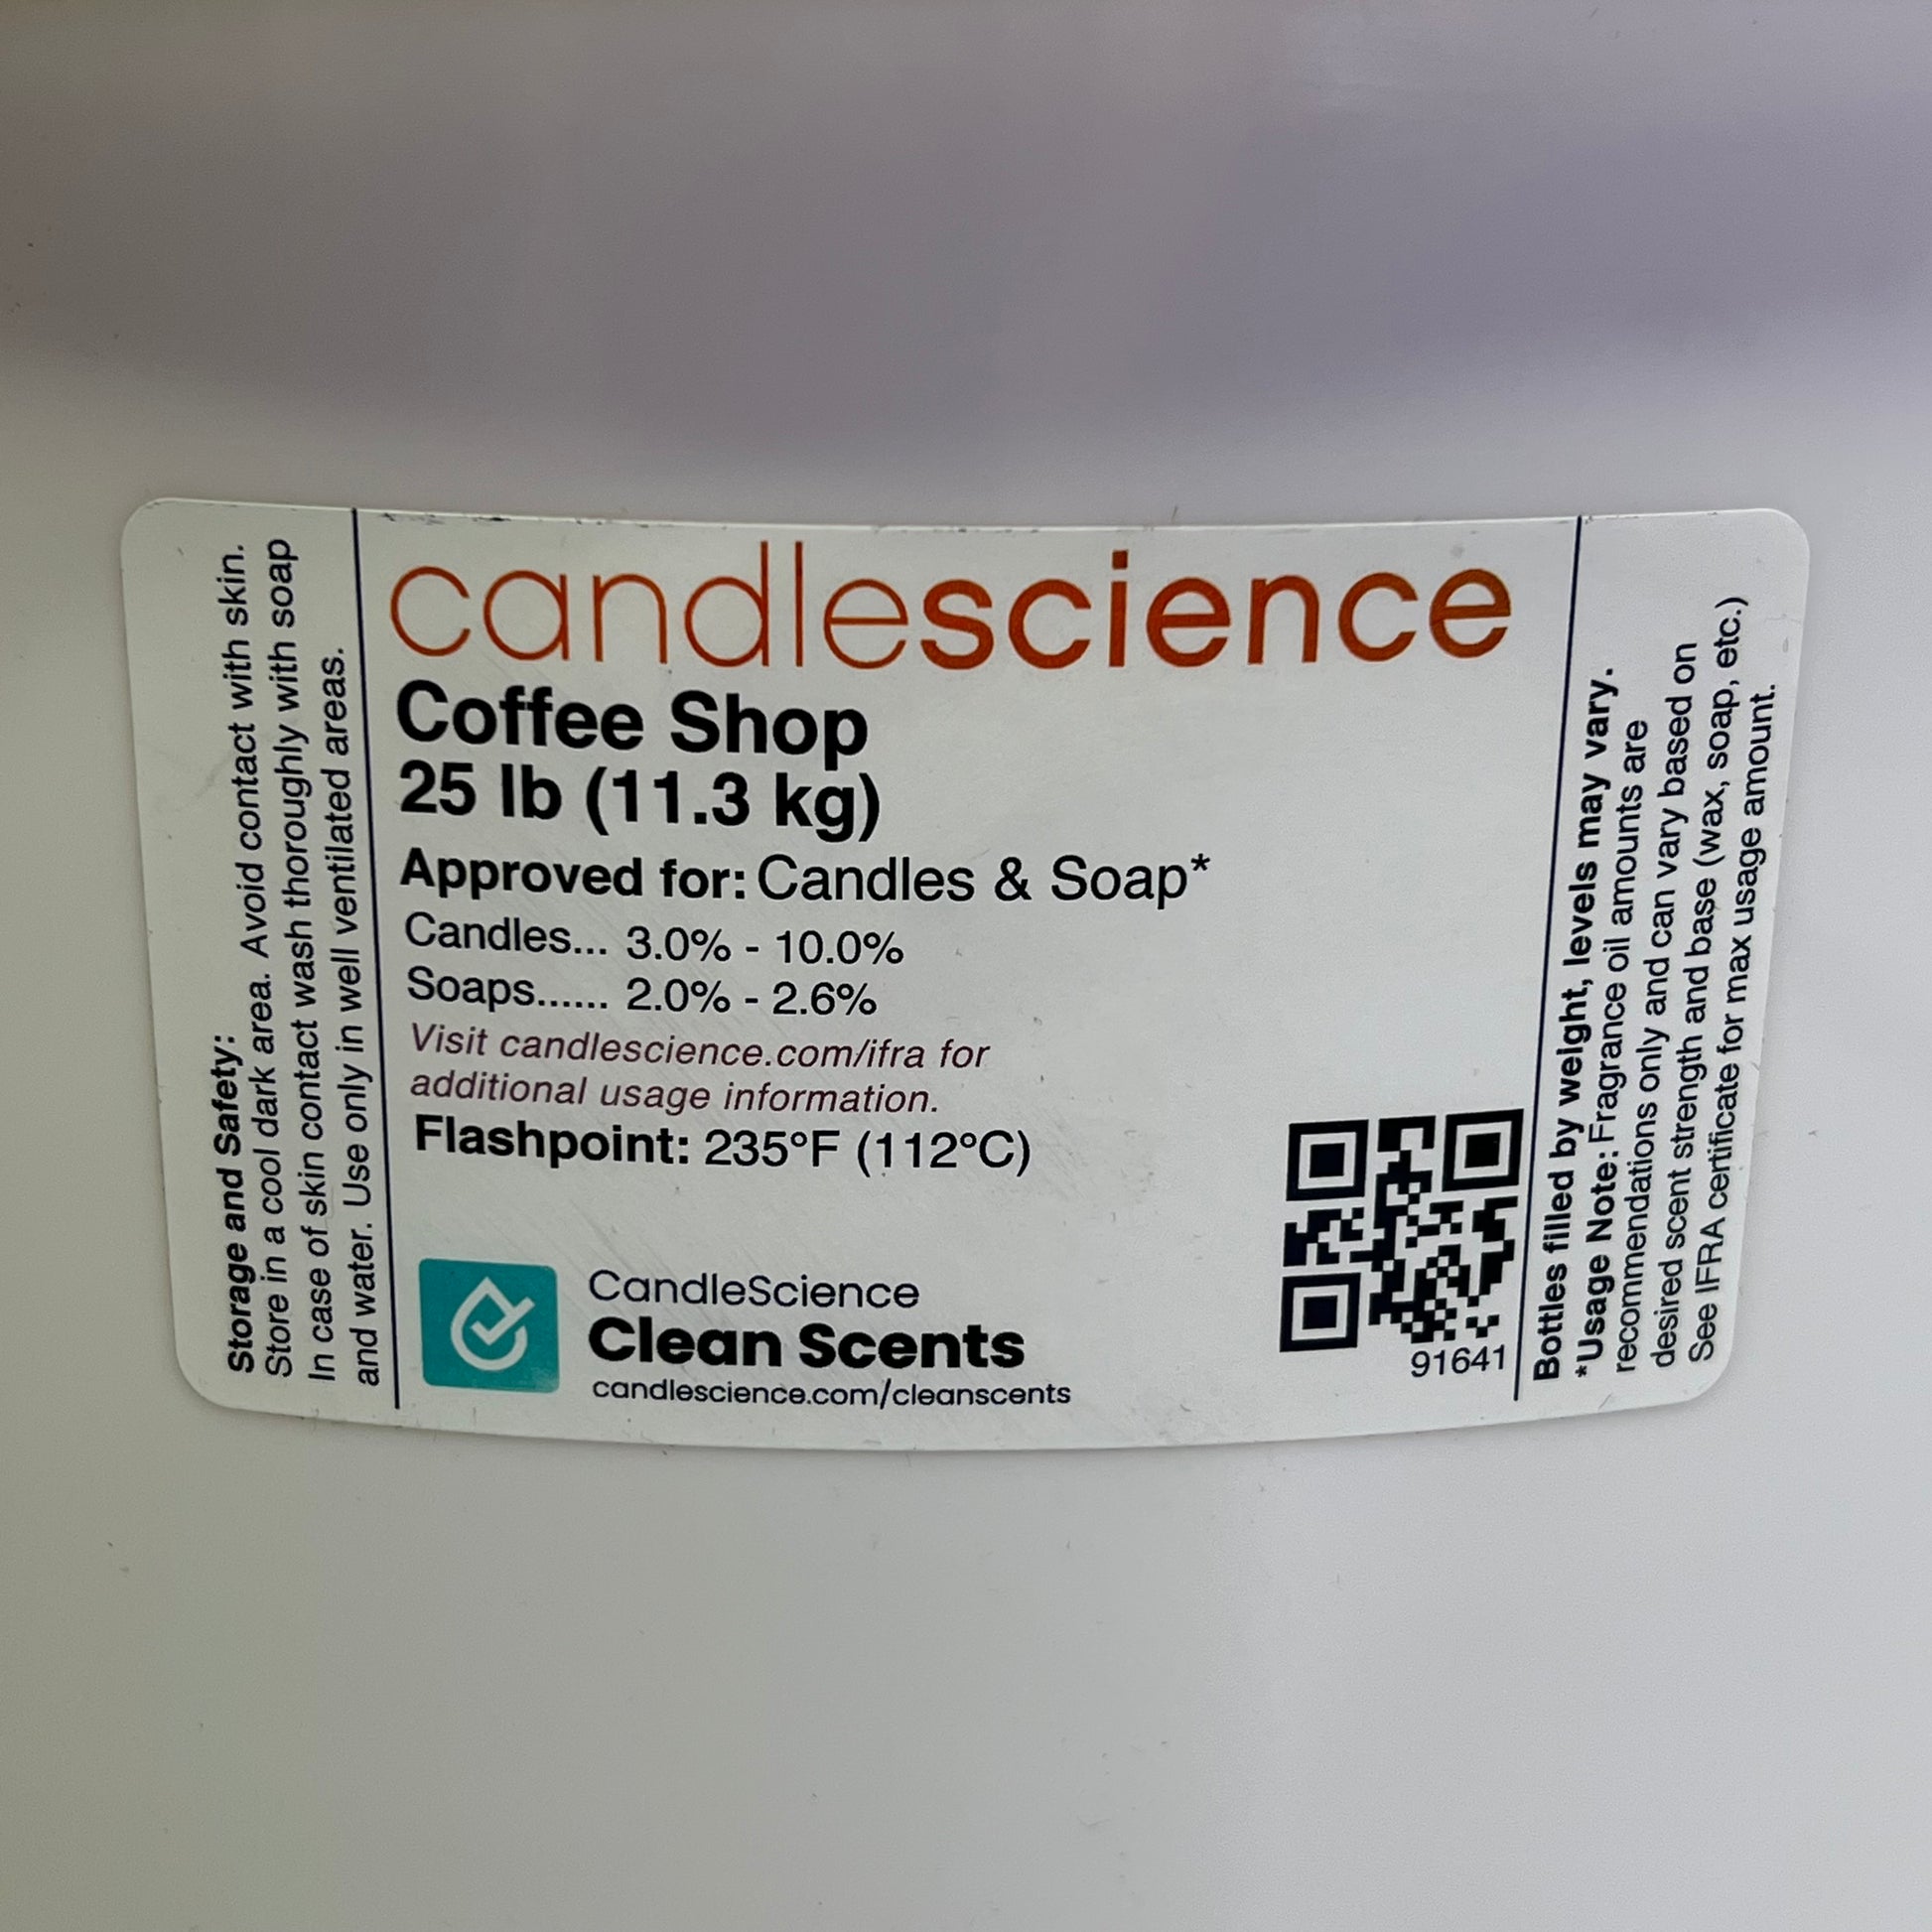 Storage and Safety:
Store in a cool dark area. Avoid contact with skin.
In case of skin contact wash thoroughly with soap
and water. Use only in well ventilated areas.
candlescience
Coffee Shop
25 lb (11.3 kg)
Approved for: Candles & Soap*
Candles... 3.0% - 10.0%
Soaps...... 2.0% - 2.6%
Visit candlescience.com/ifra for
additional usage information.
Flashpoint: 235°F (112°C)
CandleScience
Clean Scents
candlescience.com/cleanscents
91641
Bottles filled by weight, levels may vary.
*Usage Note: Fragrance oil amounts are
recommendations only and can vary based on
desired scent strength and base (wax, soap, etc.)
See IFRA certificate for max usage amount.